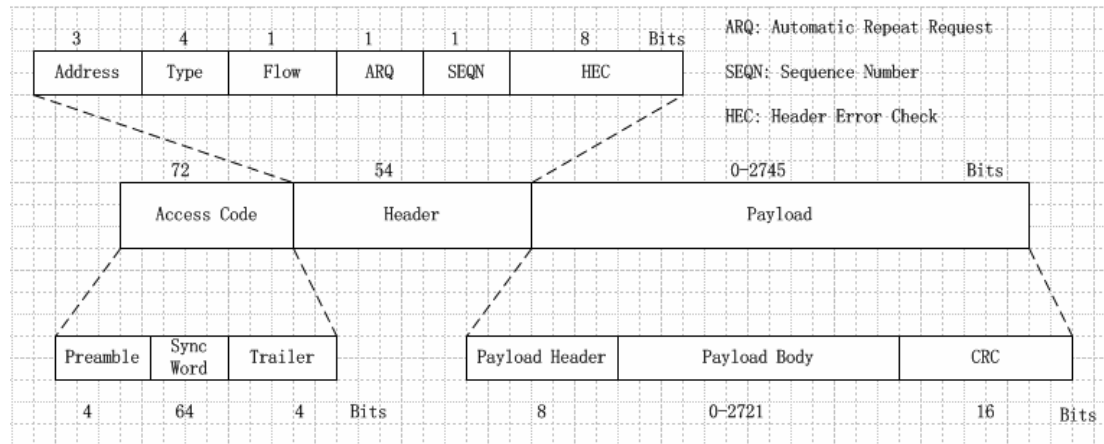 3 4 1 1 1 8 Bits
Address Type Flow ARQ SEQN HEC
ARQ: Automatic Repeat Request
SEQN: Sequence Number
HEC: Header Error Check
72 54 0-2745 Bits
Access Code Header Payload
Preamble Sync Word Trailer
4 64 4 Bits
Payload Header Payload Body CRC
8 0-2721 16 Bits